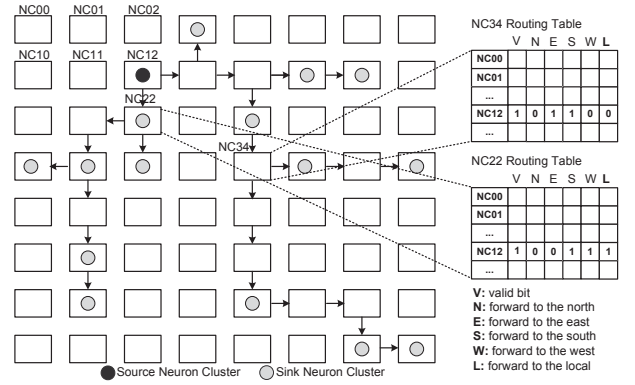 NC00 NC01 NC02
NC10 NC11 NC12
NC22
NC34
Source Neuron Cluster Sink Neuron Cluster
NC34 Routing Table
V N E S W L
NC00
NC01
...
NC12 1 0 1 1 0 0
...
NC22 Routing Table
V N E S W L
NC00
NC01
...
NC12 1 0 0 1 1 1
...
V: valid bit
N: forward to the north
E: forward to the east
S: forward to the south
W: forward to the west
L: forward to the local